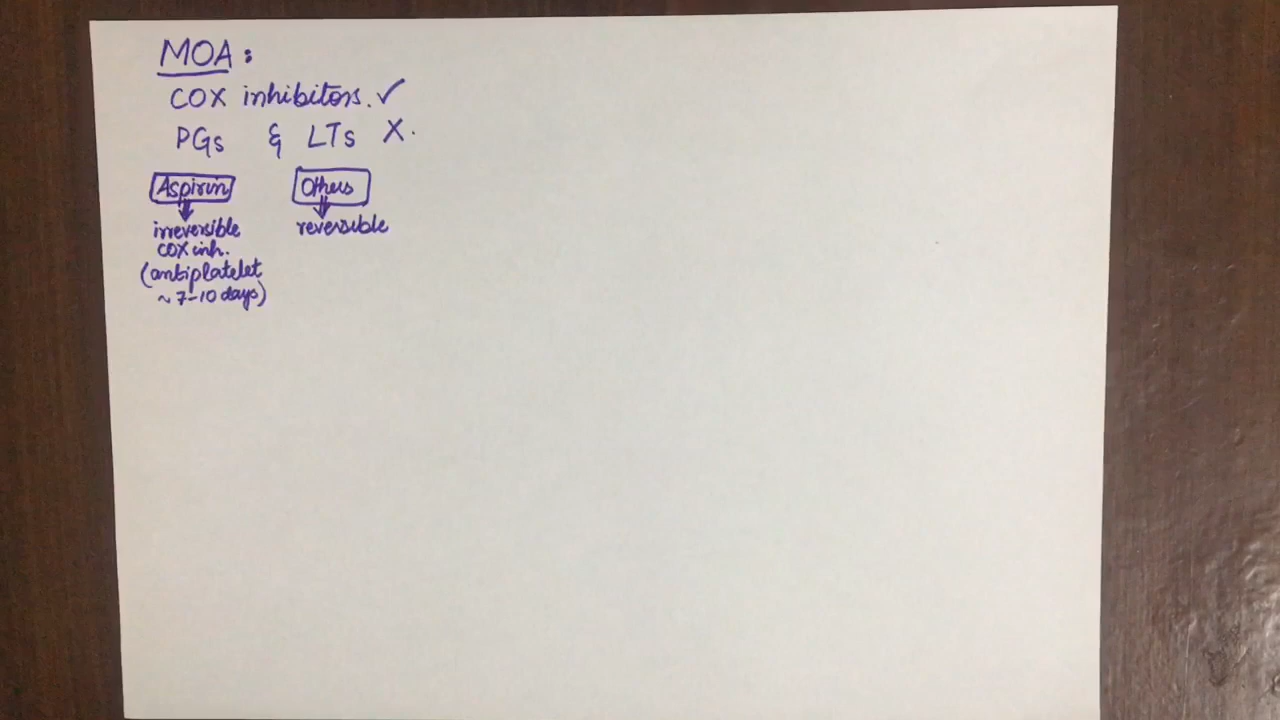 MOA:
COX inhibitors. ✓
PGs & LTs X.
Aspirin Others
irreversible reversible
COX inh.
(antiplatelet
~ 7-10 days)